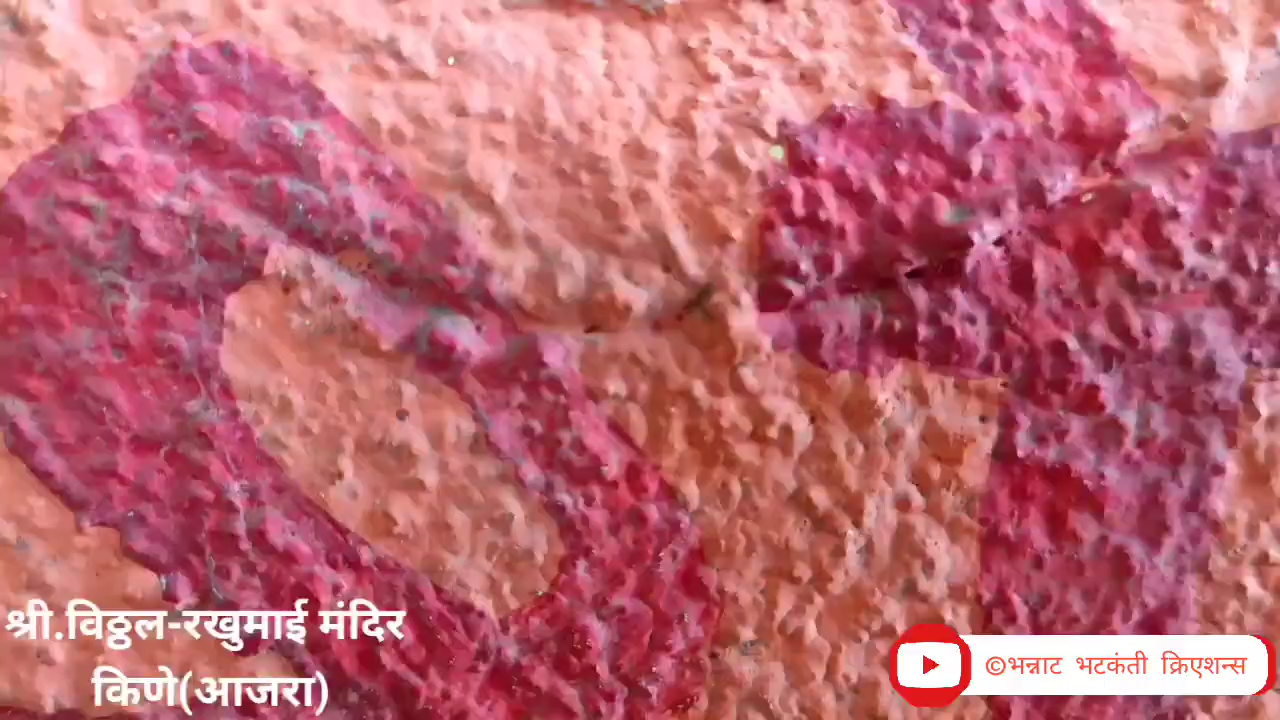 श्री.विठ्ठल-रखुमाई मंदिर
किणे(आजरा)
©भन्नाट भटकंती क्रिएशन्स